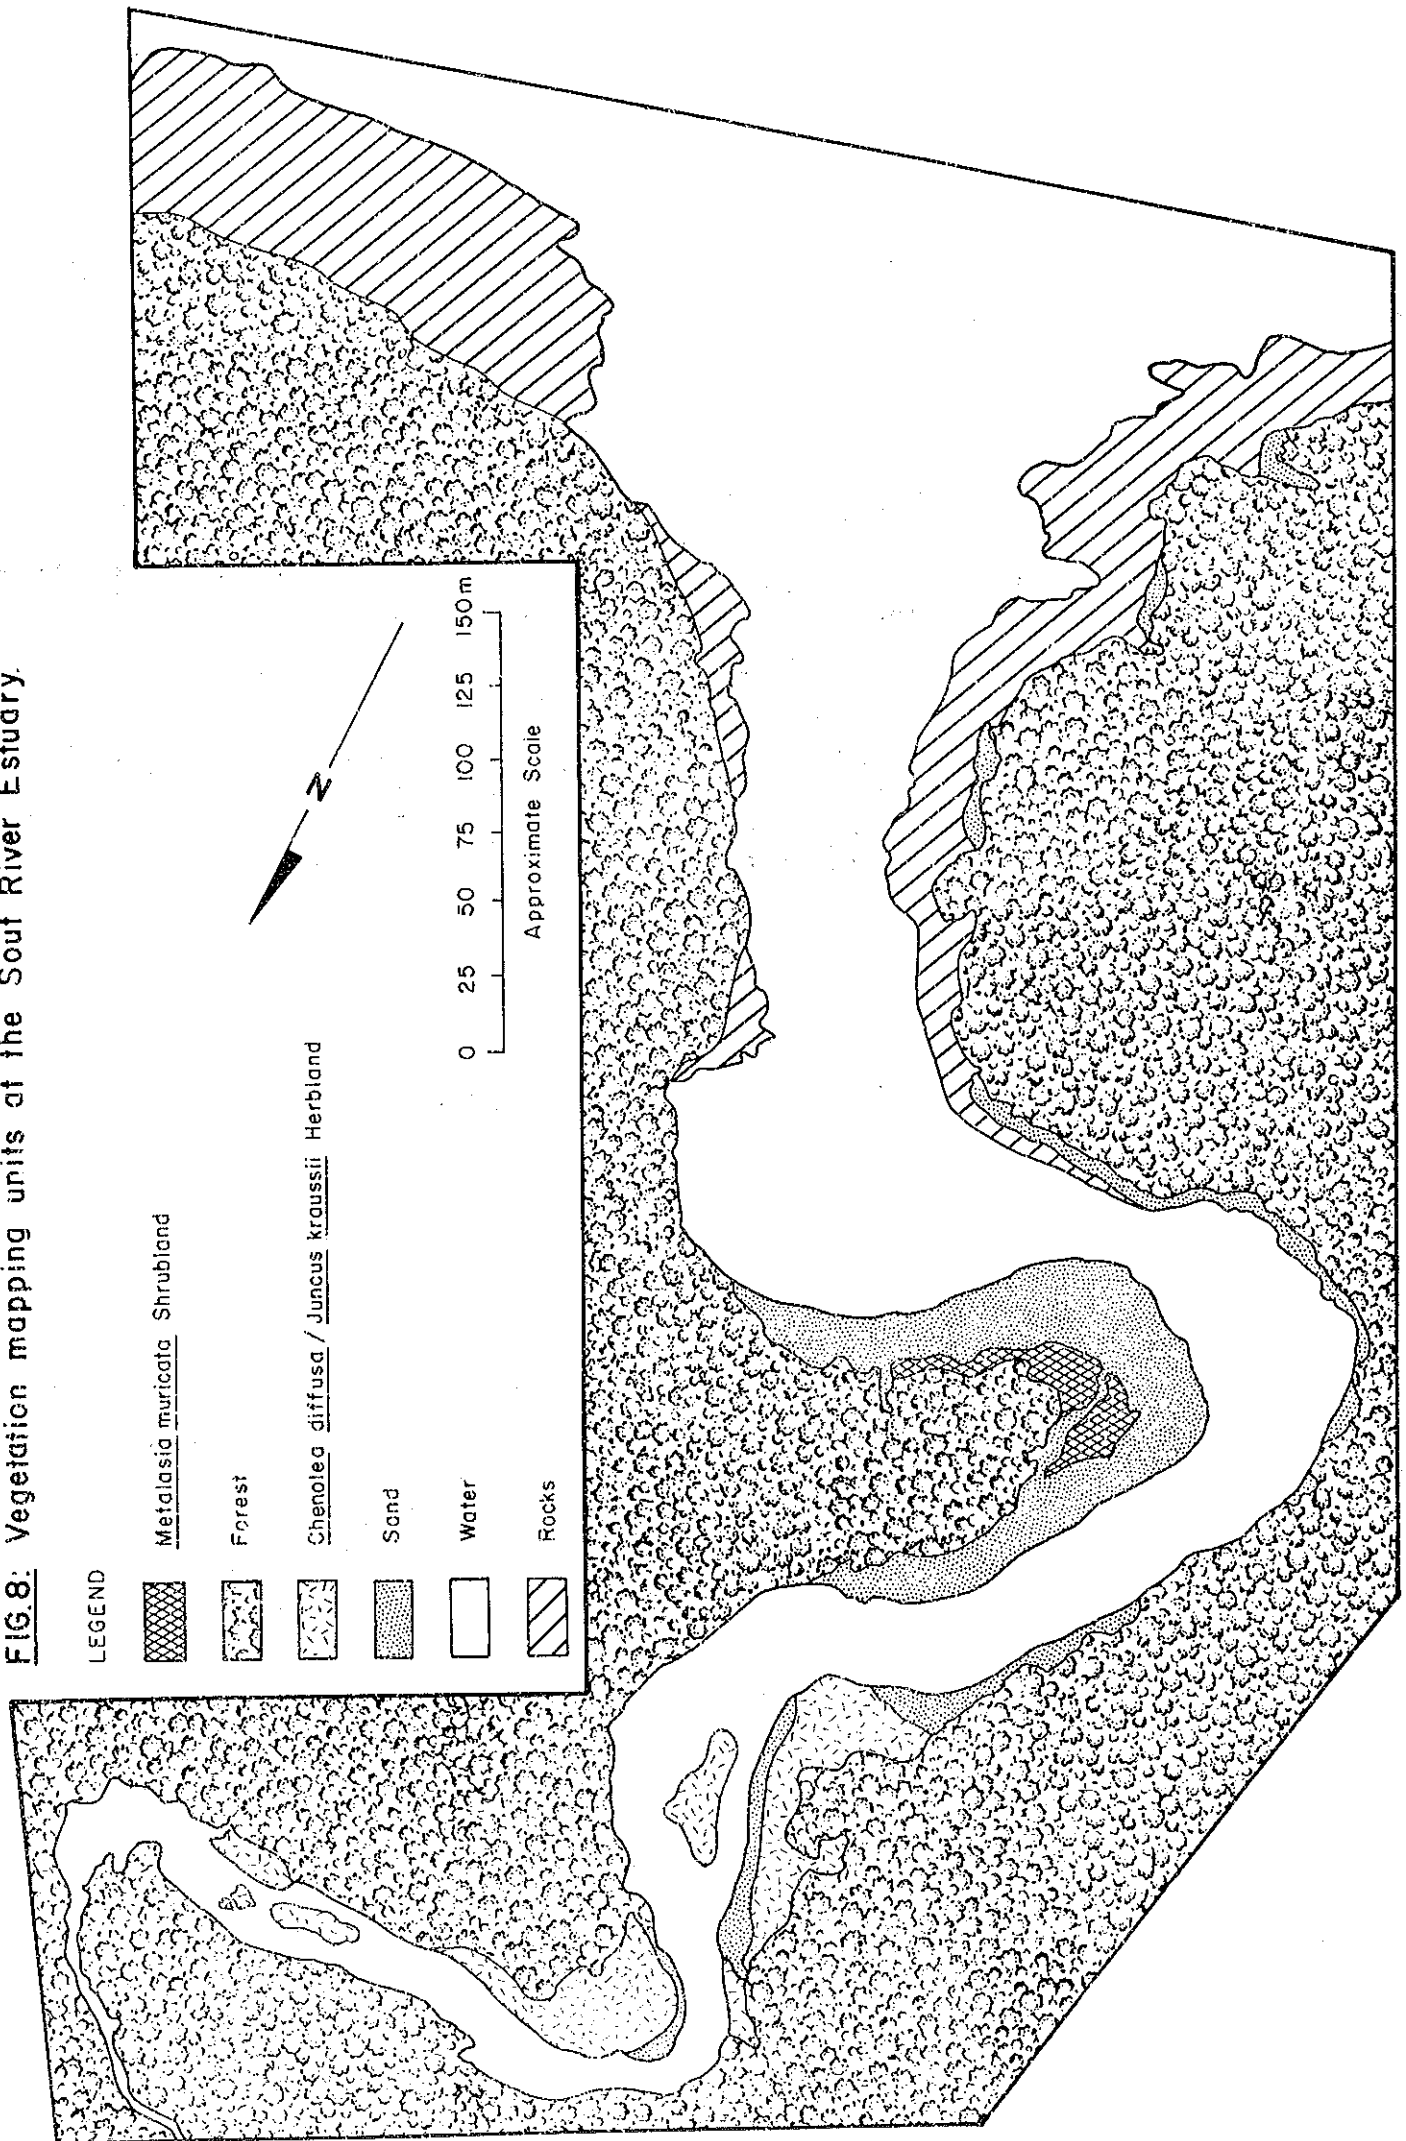 FIG.8: Vegetation mapping units at the Sout River Estuary.
LEGEND
Metalasia muricata Shrubland
Forest
Chenolea diffusa / Juncus kraussii Herbland
Sand
Water
Rocks
N
0 25 50 75 100 125 150m
Approximate Scale